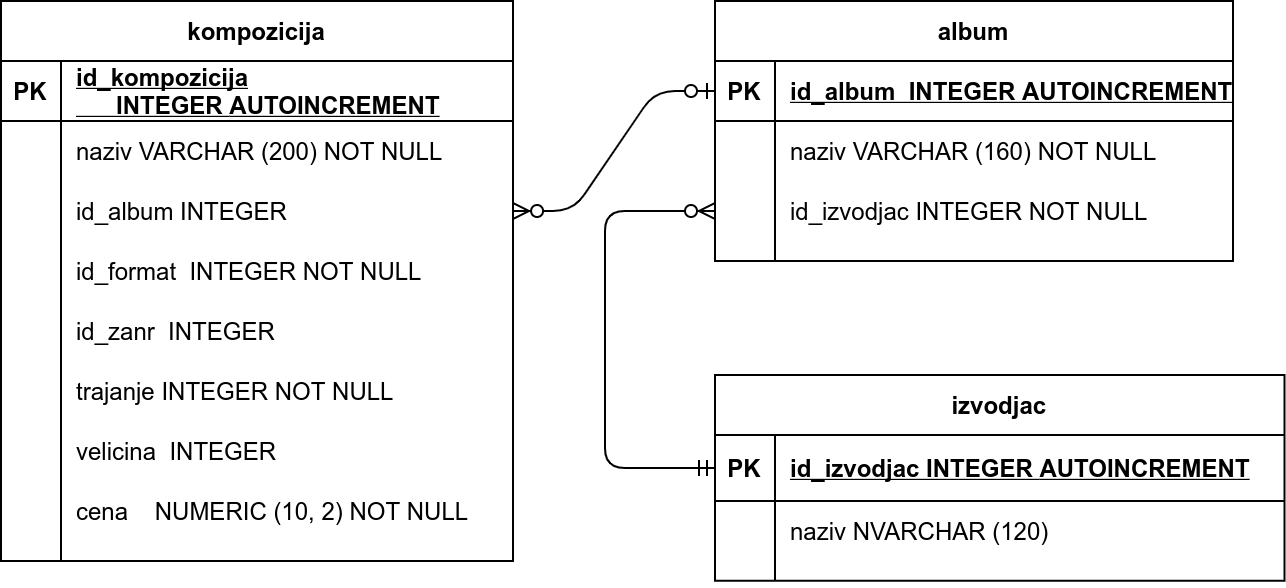 kompozicija
PK
id_kompozicija
INTEGER AUTOINCREMENT
naziv VARCHAR (200) NOT NULL
id_album INTEGER
id_format  INTEGER NOT NULL
id_zanr  INTEGER
trajanje INTEGER NOT NULL
velicina  INTEGER
cena    NUMERIC (10, 2) NOT NULL
album
PK
id_album  INTEGER AUTOINCREMENT
naziv VARCHAR (160) NOT NULL
id_izvodjac INTEGER NOT NULL
izvodjac
PK
id_izvodjac INTEGER AUTOINCREMENT
naziv NVARCHAR (120)